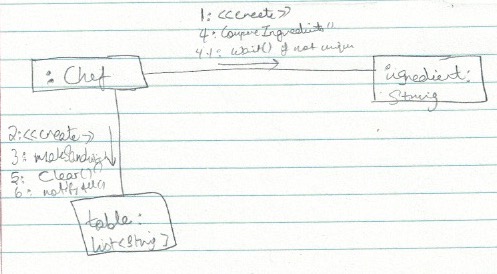 1: <<create>>
4: CompareIngredients()
4.1: wait() if not unique
: Chef
ingredient:
String
2:<<create>>
3: makeSandwich
5: Clear()
6: notifyAll()
table:
List<String>